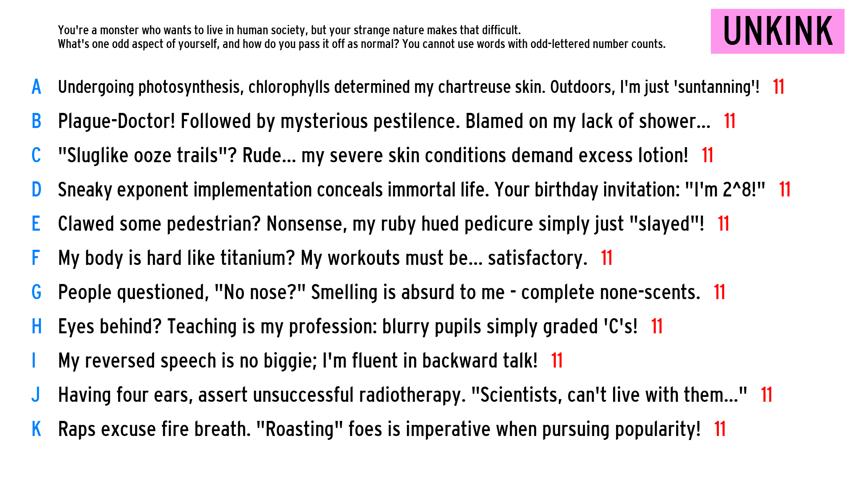 You're a monster who wants to live in human society, but your strange nature makes that difficult.
What's one odd aspect of yourself, and how do you pass it off as normal? You cannot use words with odd-lettered number counts.
UNKINK
A Undergoing photosynthesis, chlorophylls determined my chartreuse skin. Outdoors, I'm just 'suntanning'! 11
B Plague-Doctor! Followed by mysterious pestilence. Blamed on my lack of shower... 11
C "Sluglike ooze trails"? Rude... my severe skin conditions demand excess lotion! 11
D Sneaky exponent implementation conceals immortal life. Your birthday invitation: "I'm 2^8!" 11
E Clawed some pedestrian? Nonsense, my ruby hued pedicure simply just "slayed"! 11
F My body is hard like titanium? My workouts must be... satisfactory. 11
G People questioned, "No nose?" Smelling is absurd to me - complete none-scents. 11
H Eyes behind? Teaching is my profession: blurry pupils simply graded 'C's! 11
I My reversed speech is no biggie; I'm fluent in backward talk! 11
J Having four ears, assert unsuccessful radiotherapy. "Scientists, can't live with them..." 11
K Raps excuse fire breath. "Roasting" foes is imperative when pursuing popularity! 11